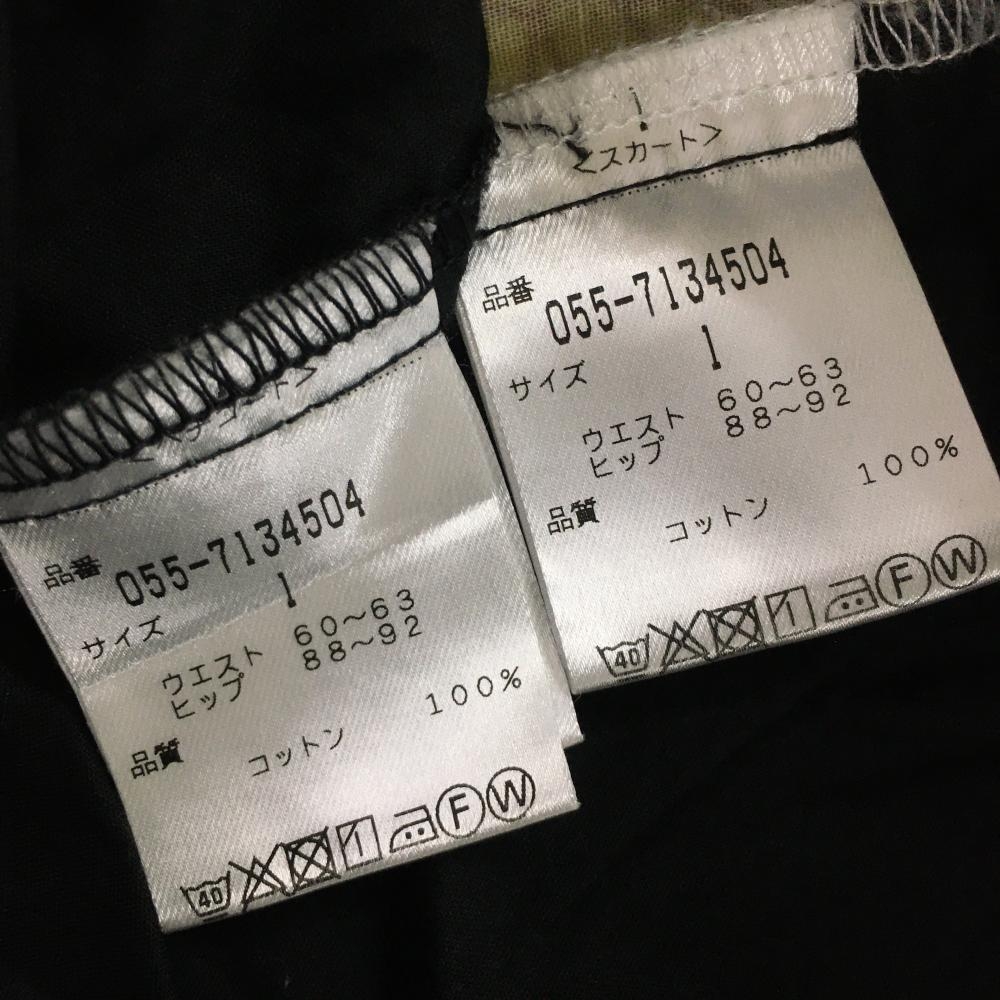 <スカート>
品番 055-7134504
サイズ 1
ウエスト 60～63
ヒップ 88～92
品質 コットン 100%
40 1 F W
品番 055-7134504
サイズ 1
ウエスト 60～63
ヒップ 88～92
品質 コットン 100%
40 1 F W